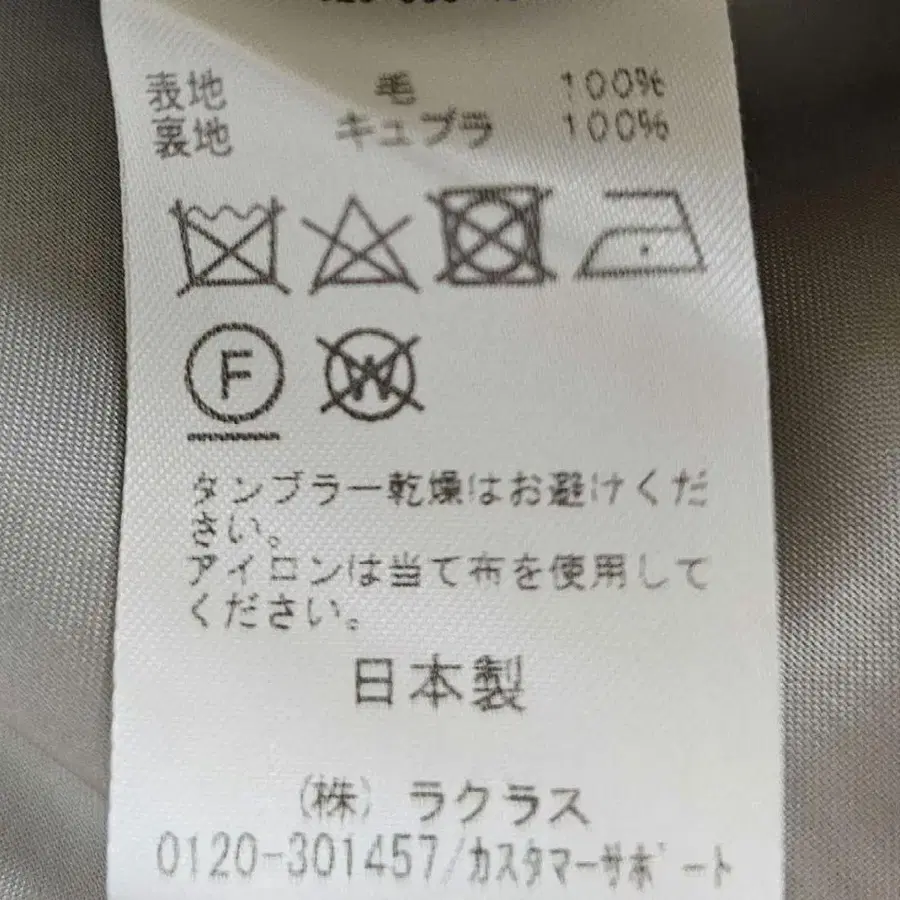 表地 毛 100%
裏地 キュプラ 100%
F W
タンブラー乾燥はお避けくだ
さい。
アイロンは当て布を使用して
ください。
日本製
(株) ラクラス
0120-301457/カスタマーサポート